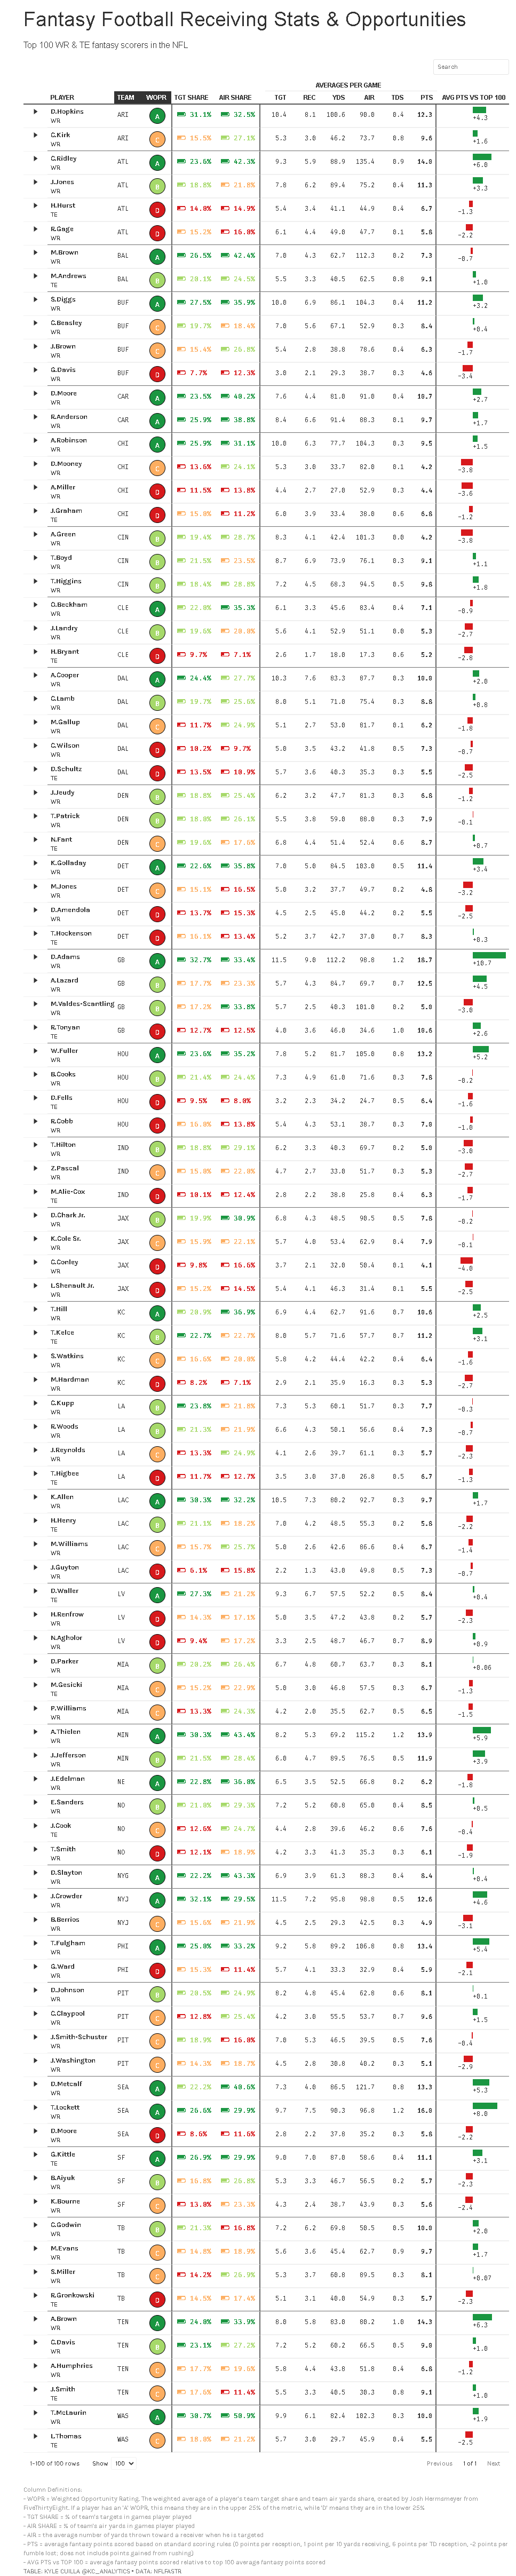 Fantasy Football Receiving Stats & Opportunities
Top 100 WR & TE fantasy scorers in the NFL
Search
AVERAGES PER GAME
PLAYER TEAM WOPR TGT SHARE AIR SHARE TGT REC YDS AIR TDS PTS AVG PTS VS TOP 100
D.Hopkins ARI A 31.1% 32.5% 10.4 8.1 100.6 98.0 0.4 12.3
WR +4.3
C.Kirk ARI C 15.5% 27.1% 5.3 3.0 46.2 73.7 0.8 9.6
WR +1.6
C.Ridley ATL A 23.6% 42.3% 9.3 5.9 88.9 135.4 0.9 14.0
WR +6.0
J.Jones ATL B 18.8% 21.8% 7.8 6.2 89.4 75.2 0.4 11.3
WR +3.3
H.Hurst ATL D 14.0% 14.9% 5.4 3.4 41.1 44.9 0.4 6.7
TE -1.3
R.Gage ATL D 15.2% 16.0% 6.1 4.4 49.0 47.7 0.1 5.8
WR -2.2
M.Brown BAL A 26.5% 42.4% 7.0 4.3 62.7 112.3 0.2 7.3
WR -0.7
M.Andrews BAL B 20.1% 24.5% 5.5 3.3 40.5 62.5 0.8 9.1
TE +1.0
S.Diggs BUF A 27.5% 35.9% 10.0 6.9 86.1 104.3 0.4 11.2
WR +3.2
C.Beasley BUF C 19.7% 18.4% 7.0 5.6 67.1 52.9 0.3 8.4
WR +0.4
J.Brown BUF C 15.4% 26.8% 5.4 2.8 38.8 78.6 0.4 6.3
WR -1.7
G.Davis BUF D 7.7% 12.3% 3.0 2.1 29.3 38.7 0.3 4.6
WR -3.4
D.Moore CAR A 23.5% 40.2% 7.6 4.4 81.0 91.0 0.4 10.7
WR +2.7
R.Anderson CAR A 25.9% 38.8% 8.4 6.6 91.4 88.3 0.1 9.7
WR +1.7
A.Robinson CHI A 25.9% 31.1% 10.0 6.3 77.7 104.3 0.3 9.5
WR +1.5
D.Mooney CHI C 13.6% 24.1% 5.3 3.0 33.7 82.0 0.1 4.2
WR -3.8
A.Miller CHI D 11.5% 13.8% 4.4 2.7 27.0 52.9 0.3 4.4
WR -3.6
J.Graham CHI D 15.8% 11.2% 6.0 3.9 33.4 38.0 0.6 6.8
TE -1.2
A.Green CIN B 19.4% 28.7% 8.3 4.1 42.4 101.3 0.0 4.2
WR -3.8
T.Boyd CIN B 21.5% 23.5% 8.7 6.9 73.9 76.1 0.3 9.1
WR +1.1
T.Higgins CIN B 18.4% 28.8% 7.2 4.5 68.3 94.5 0.5 9.8
WR +1.8
O.Beckham CLE A 22.0% 35.3% 6.1 3.3 45.6 83.4 0.4 7.1
WR -0.9
J.Landry CLE B 19.6% 20.0% 5.6 4.1 52.9 51.1 0.0 5.3
WR -2.7
H.Bryant CLE D 9.7% 7.1% 2.6 1.7 18.0 17.3 0.6 5.2
TE -2.8
A.Cooper DAL A 24.4% 27.7% 10.3 7.6 83.3 87.7 0.3 10.0
WR +2.0
C.Lamb DAL B 19.7% 25.6% 8.0 5.1 71.0 75.4 0.3 8.8
WR +0.8
M.Gallup DAL C 11.7% 24.9% 5.1 2.7 53.0 81.7 0.1 6.2
WR -1.8
C.Wilson DAL D 10.2% 9.7% 5.0 3.5 43.2 41.8 0.5 7.3
WR -0.7
D.Schultz DAL D 13.5% 10.9% 5.7 3.6 40.3 35.3 0.3 5.5
TE -2.5
J.Jeudy DEN B 18.8% 25.4% 6.2 3.2 47.7 81.3 0.3 6.8
WR -1.2
T.Patrick DEN B 18.0% 26.1% 5.5 3.8 59.0 80.0 0.3 7.9
WR -0.1
N.Fant DEN C 19.6% 17.6% 6.8 4.4 51.4 52.4 0.6 8.7
TE +0.7
K.Golladay DET A 22.6% 35.8% 7.0 5.0 84.5 108.5 0.5 11.4
WR +3.4
M.Jones DET C 15.1% 16.5% 5.0 3.2 37.7 49.7 0.2 4.8
WR -3.2
D.Amendola DET D 13.7% 15.3% 4.5 2.5 45.0 44.2 0.2 5.5
WR -2.5
T.Hockenson DET D 16.1% 13.4% 5.2 3.7 42.7 37.0 0.7 8.3
TE +0.3
D.Adams GB A 32.7% 33.4% 11.5 9.0 112.2 98.8 1.2 18.7
WR +10.7
A.Lazard GB B 17.7% 23.3% 5.7 4.3 84.7 69.7 0.7 12.5
WR +4.5
M.Valdes-Scantling GB B 17.2% 33.8% 5.7 2.5 40.3 101.0 0.2 5.0
WR -3.0
R.Tonyan GB D 12.7% 12.5% 4.0 3.6 46.0 34.6 1.0 10.6
TE +2.6
W.Fuller HOU A 23.6% 35.2% 7.8 5.2 81.7 105.0 0.8 13.2
WR +5.2
B.Cooks HOU B 21.4% 24.4% 7.3 4.9 61.0 71.6 0.3 7.8
WR -0.2
D.Fells HOU D 9.5% 8.0% 3.2 2.3 34.2 24.7 0.5 6.4
TE -1.6
R.Cobb HOU D 16.0% 13.8% 5.4 4.3 53.1 38.7 0.3 7.0
WR -1.0
T.Hilton IND B 18.8% 29.1% 6.2 3.3 40.3 69.7 0.2 5.0
WR -3.0
Z.Pascal IND C 15.0% 22.0% 4.7 2.7 33.0 51.7 0.3 5.3
WR -2.7
M.Alie-Cox IND D 10.1% 12.4% 2.8 2.2 38.8 25.8 0.4 6.3
TE -1.7
D.Chark Jr. JAX B 19.9% 30.9% 6.8 4.3 48.5 90.5 0.5 7.8
WR -0.2
K.Cole Sr. JAX C 15.9% 22.1% 5.7 4.0 53.4 62.9 0.4 7.9
WR -0.1
C.Conley JAX D 9.8% 16.6% 3.7 2.1 32.0 50.4 0.1 4.1
WR -4.0
L.Shenault Jr. JAX D 15.2% 14.5% 5.4 4.1 46.3 31.4 0.1 5.5
WR -2.5
T.Hill KC A 20.9% 36.9% 6.9 4.4 62.7 91.6 0.7 10.6
WR +2.5
T.Kelce KC B 22.7% 22.7% 8.0 5.7 71.6 57.7 0.7 11.2
TE +3.1
S.Watkins KC C 16.5% 20.0% 5.8 4.2 44.4 42.2 0.4 6.4
WR -1.6
M.Hardman KC D 8.2% 7.1% 2.9 2.1 35.9 16.3 0.3 5.3
WR -2.7
C.Kupp LA B 23.8% 21.8% 7.3 5.3 60.1 51.7 0.3 7.7
WR -0.3
R.Woods LA B 21.3% 21.9% 6.6 4.3 50.1 56.6 0.4 7.3
WR -0.7
J.Reynolds LA C 13.3% 24.9% 4.1 2.6 39.7 61.1 0.3 5.7
WR -2.3
T.Higbee LA D 11.7% 12.7% 3.5 3.0 37.0 26.8 0.5 6.7
TE -1.3
K.Allen LAC A 30.3% 32.2% 10.5 7.3 80.2 92.7 0.3 9.7
WR +1.7
H.Henry LAC B 21.1% 18.2% 7.0 4.2 48.5 55.3 0.2 5.8
TE -2.2
M.Williams LAC C 15.7% 25.7% 5.0 2.6 42.6 86.6 0.4 6.7
WR -1.4
J.Guyton LAC D 6.1% 15.8% 2.2 1.3 43.0 49.8 0.5 7.3
WR -0.7
D.Waller LV A 27.3% 21.2% 9.3 6.7 57.5 52.2 0.5 8.4
TE +0.4
H.Renfrow LV D 14.3% 17.1% 5.0 3.5 47.2 43.8 0.2 5.7
WR -2.3
N.Agholor LV D 9.4% 17.2% 3.3 2.5 48.7 46.7 0.7 8.9
WR +0.9
D.Parker MIA B 20.2% 26.4% 6.7 4.8 60.7 63.7 0.3 8.1
WR +0.06
M.Gesicki MIA C 15.2% 22.9% 5.0 3.0 46.8 57.5 0.3 6.7
TE -1.3
P.Williams MIA C 13.3% 24.3% 4.2 2.0 35.5 62.7 0.5 6.5
WR -1.5
A.Thielen MIN A 30.3% 43.4% 8.2 5.3 69.2 115.2 1.2 13.9
WR +5.9
J.Jefferson MIN B 21.5% 28.4% 6.0 4.7 89.5 76.5 0.5 11.9
WR +3.9
J.Edelman NE A 22.8% 36.0% 6.5 3.5 52.5 66.8 0.2 6.2
WR -1.8
E.Sanders NO B 21.0% 29.3% 7.2 5.2 60.8 65.0 0.4 8.5
WR +0.5
J.Cook NO C 12.6% 24.7% 4.4 2.8 39.6 46.2 0.6 7.6
TE -0.4
T.Smith NO D 12.1% 18.9% 4.2 3.3 41.3 35.3 0.3 6.1
WR -1.9
D.Slayton NYG A 22.2% 43.3% 6.9 3.9 61.3 88.3 0.4 8.4
WR +0.4
J.Crowder NYJ A 32.1% 29.5% 11.5 7.2 95.8 98.8 0.5 12.6
WR +4.6
B.Berrios NYJ C 15.6% 21.9% 4.5 2.5 29.3 42.5 0.3 4.9
WR -3.1
T.Fulgham PHI A 25.0% 33.2% 9.2 5.8 89.2 106.8 0.8 13.4
WR +5.4
G.Ward PHI D 15.3% 11.4% 5.7 4.1 33.3 32.9 0.4 5.9
WR -2.1
D.Johnson PIT B 20.5% 24.9% 8.2 4.8 45.4 62.8 0.6 8.1
WR +0.1
C.Claypool PIT C 12.8% 25.4% 4.2 3.0 55.5 53.7 0.7 9.6
WR +1.5
J.Smith-Schuster PIT C 18.9% 16.0% 7.0 5.3 46.5 39.5 0.5 7.6
WR -0.4
J.Washington PIT C 14.3% 18.7% 4.5 2.8 30.8 40.2 0.3 5.1
WR -2.9
D.Metcalf SEA A 22.2% 40.6% 7.3 4.0 86.5 121.7 0.8 13.3
WR +5.3
T.Lockett SEA A 26.6% 29.9% 9.7 7.5 90.3 96.8 1.2 16.0
WR +8.0
D.Moore SEA D 8.6% 11.6% 2.8 2.2 37.0 35.2 0.3 5.8
WR -2.2
G.Kittle SF A 26.9% 29.9% 9.0 7.0 87.0 58.6 0.4 11.1
TE +3.1
B.Aiyuk SF B 16.8% 26.8% 5.3 3.3 46.7 56.5 0.2 5.7
WR -2.3
K.Bourne SF C 13.0% 23.3% 4.3 2.4 38.7 43.9 0.3 5.6
WR -2.4
C.Godwin TB B 21.3% 16.8% 7.2 6.2 69.8 50.5 0.5 10.0
WR +2.0
M.Evans TB C 14.8% 18.9% 5.6 3.6 45.4 62.7 0.9 9.7
WR +1.7
S.Miller TB C 14.2% 26.9% 5.3 3.7 60.8 89.5 0.3 8.1
WR +0.07
R.Gronkowski TB D 14.5% 17.4% 5.1 3.1 40.0 54.9 0.3 5.7
TE -2.3
A.Brown TEN A 24.0% 33.9% 8.0 5.8 83.0 80.2 1.0 14.3
WR +6.3
C.Davis TEN B 23.1% 27.2% 7.2 5.2 60.2 66.5 0.5 9.0
WR +1.0
A.Humphries TEN C 17.7% 19.6% 5.8 4.4 43.8 51.8 0.4 6.8
WR -1.2
J.Smith TEN C 17.6% 11.4% 5.5 3.3 40.5 30.3 0.8 9.1
TE +1.0
T.McLaurin WAS A 30.7% 50.9% 9.9 6.1 82.4 102.3 0.3 10.0
WR +1.9
L.Thomas WAS C 18.0% 21.2% 5.7 3.0 29.7 45.9 0.4 5.5
TE -2.5
1–100 of 100 rows Show 100 Previous 1 of 1 Next
Column Definitions:
- WOPR = Weighted Opportunity Rating. The weighted average of a player's team target share and team air yards share, created by Josh Hermsmeyer from
FiveThirtyEight. If a player has an 'A' WOPR, this means they are in the upper 25% of the metric, while 'D' means they are in the lower 25%
- TGT SHARE = % of team's targets in games player played
- AIR SHARE = % of team's air yards in games player played
- AIR = the average number of yards thrown toward a receiver when he is targeted
- PTS = average fantasy points scored based on standard scoring rules (0 points per reception, 1 point per 10 yards receiving, 6 points per TD reception, -2 points per
fumble lost, does not include points gained from rushing)
- AVG PTS vs TOP 100 = average fantasy points scored relative to top 100 average fantasy points scored
TABLE: KYLE CUILLA @KC_ANALYTICS • DATA: NFLFASTR